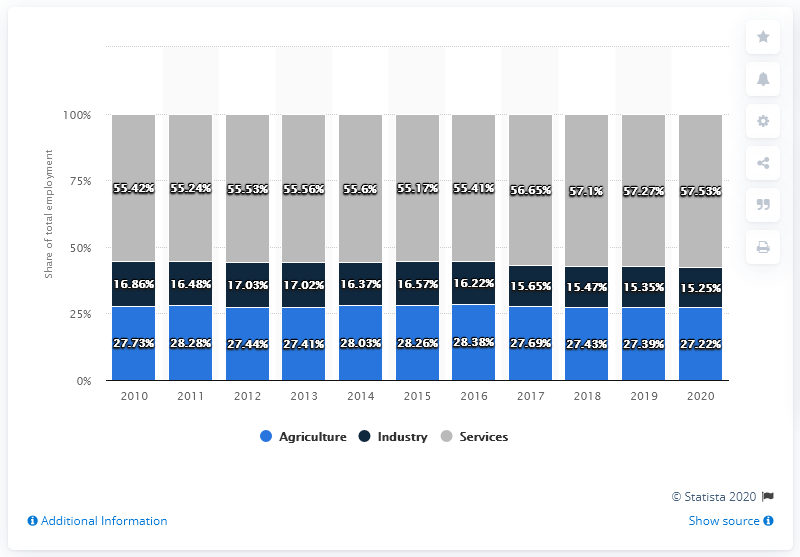 Share of total employment
100%
75%
50%
25%
0%
55.42% 55.24% 55.53% 55.56% 55.6% 55.17% 55.41% 56.65% 57.1% 57.27% 57.53%
16.86% 16.48% 17.03% 17.02% 16.37% 16.57% 16.22% 15.65% 15.47% 15.35% 15.25%
27.73% 28.28% 27.44% 27.41% 28.03% 28.26% 28.38% 27.69% 27.43% 27.39% 27.22%
2010 2011 2012 2013 2014 2015 2016 2017 2018 2019 2020
Agriculture Industry Services
© Statista 2020
Additional Information Show source